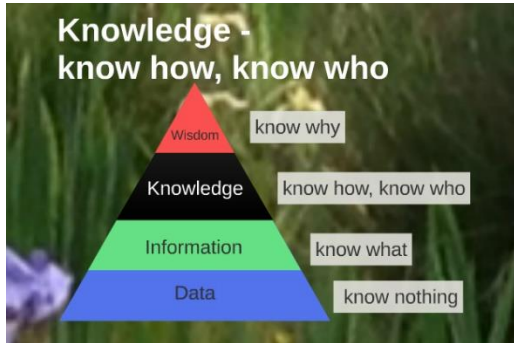 Knowledge -
know how, know who
Wisdom
know why
Knowledge
know how, know who
Information
know what
Data
know nothing